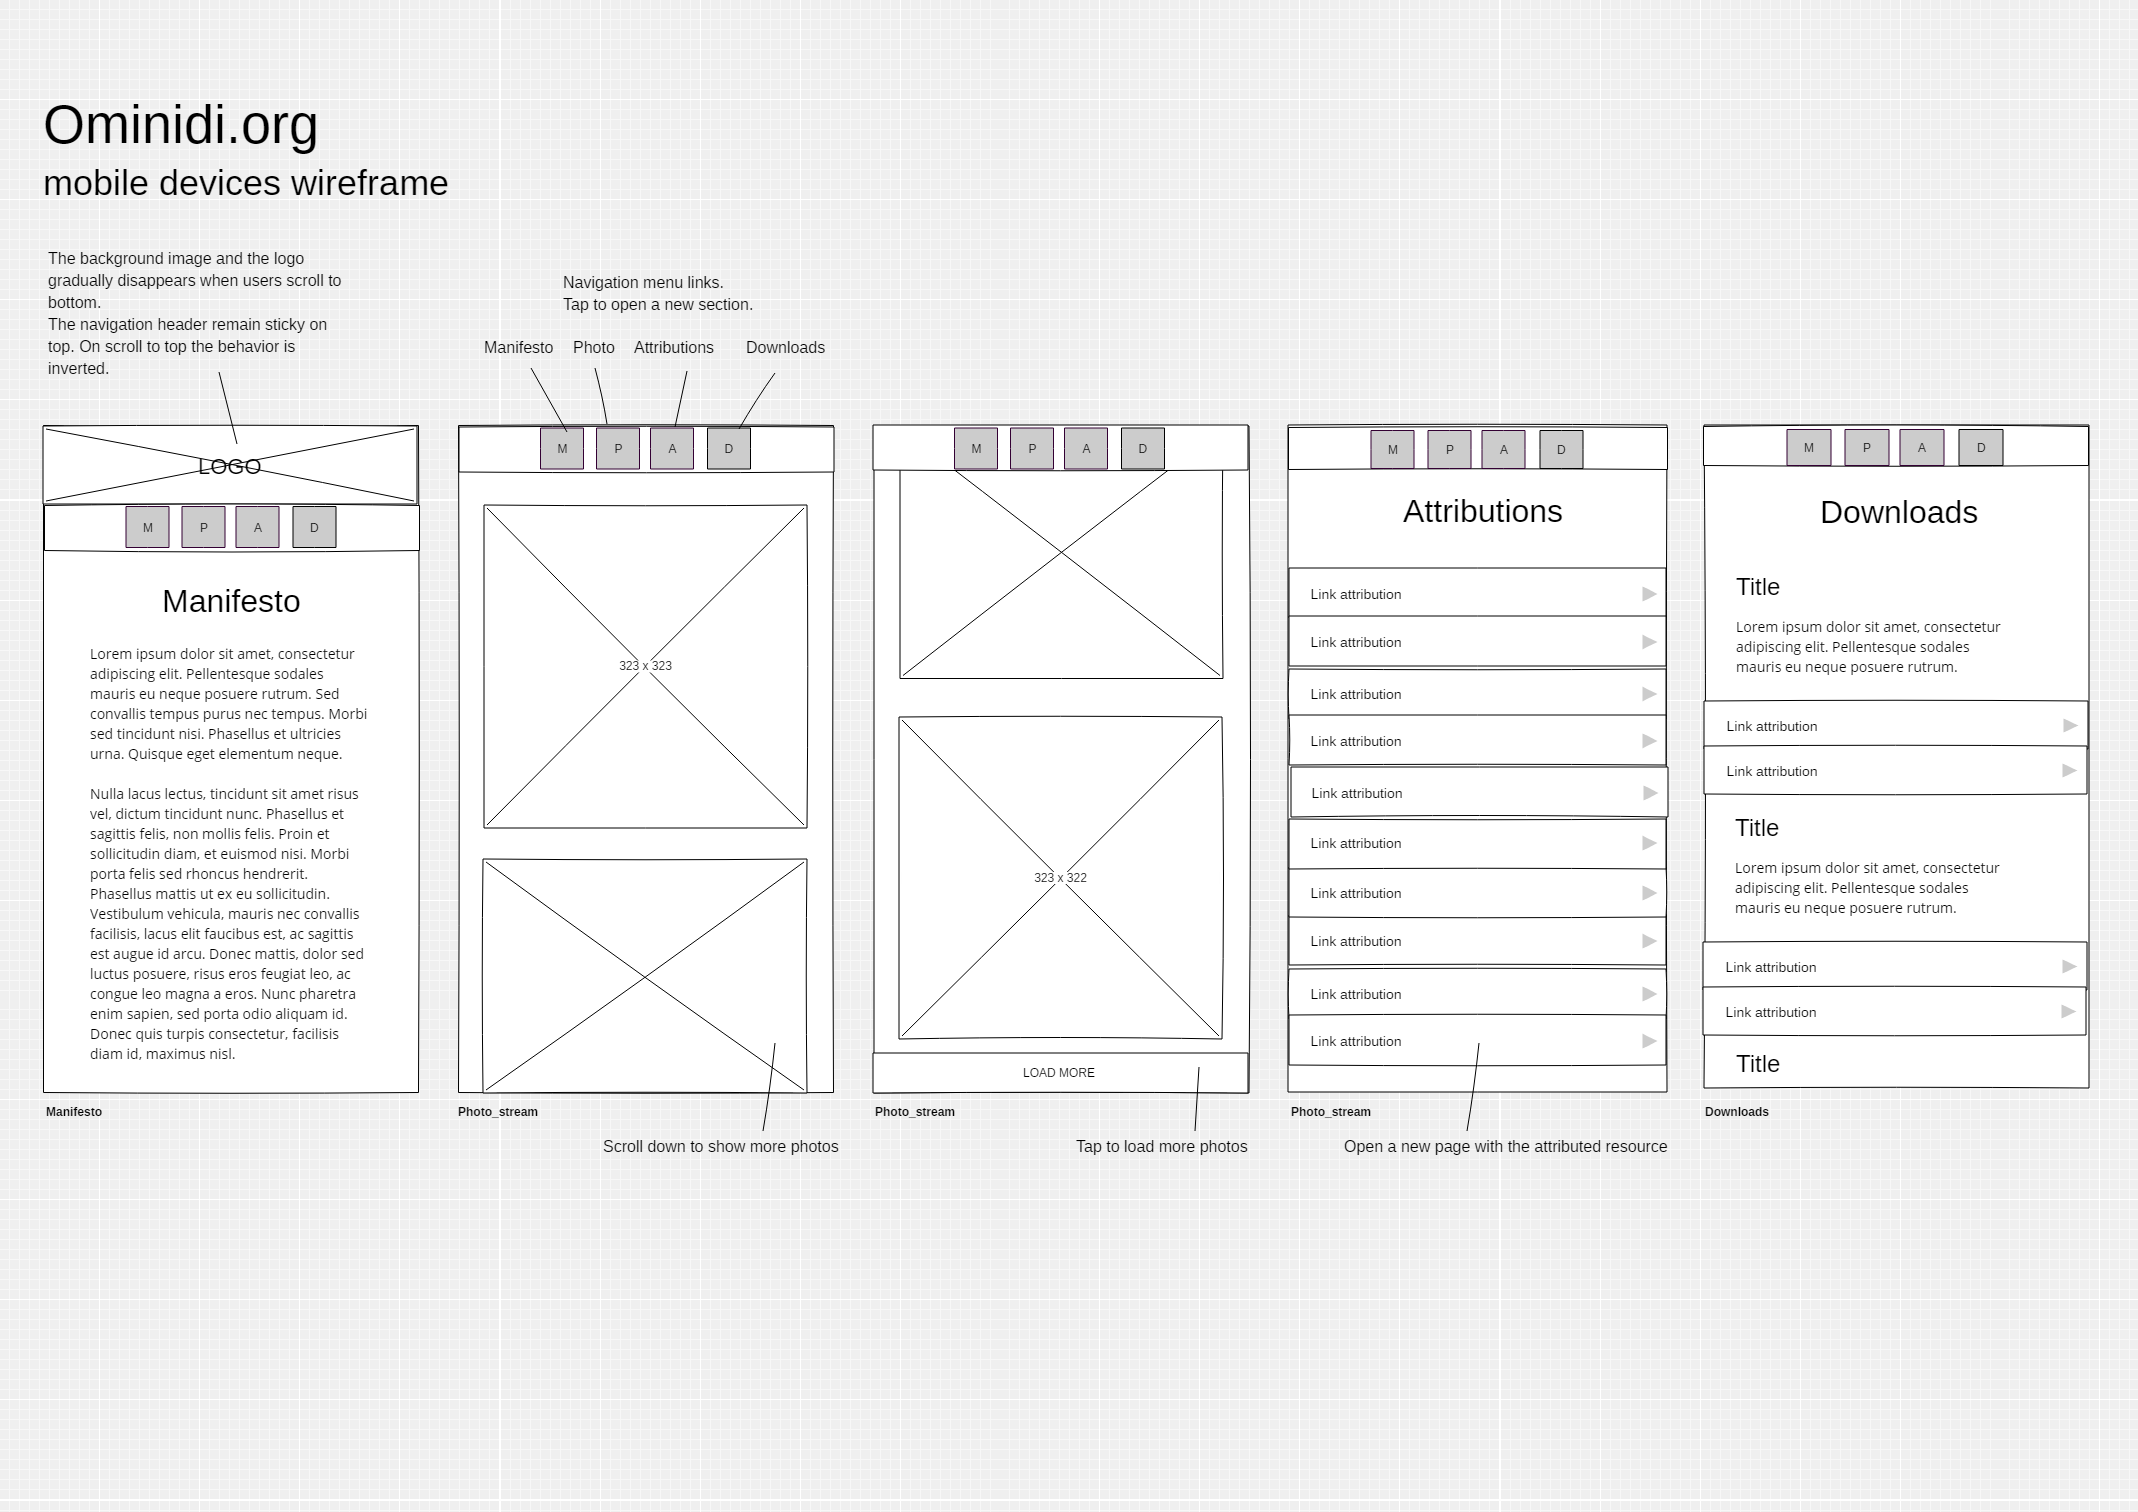 Ominidi.org
mobile devices wireframe
The background image and the logo
gradually disappears when users scroll to
bottom.
The navigation header remain sticky on
top. On scroll to top the behavior is
inverted.
Navigation menu links.
Tap to open a new section.
Manifesto Photo Attributions Downloads
LOGO
M P A D
Manifesto
Lorem ipsum dolor sit amet, consectetur
adipiscing elit. Pellentesque sodales
mauris eu neque posuere rutrum. Sed
convallis tempus purus nec tempus. Morbi
sed tincidunt nisi. Phasellus et ultricies
urna. Quisque eget elementum neque.
Nulla lacus lectus, tincidunt sit amet risus
vel, dictum tincidunt nunc. Phasellus et
sagittis felis, non mollis felis. Proin et
sollicitudin diam, et euismod nisi. Morbi
porta felis sed rhoncus hendrerit.
Phasellus mattis ut ex eu sollicitudin.
Vestibulum vehicula, mauris nec convallis
facilisis, lacus elit faucibus est, ac sagittis
est augue id arcu. Donec mattis, dolor sed
luctus posuere, risus eros feugiat leo, ac
congue leo magna a eros. Nunc pharetra
enim sapien, sed porta odio aliquam id.
Donec quis turpis consectetur, facilisis
diam id, maximus nisl.
Manifesto
M P A D
323 x 323
Photo_stream
Scroll down to show more photos
M P A D
323 x 322
LOAD MORE
Photo_stream
Tap to load more photos
M P A D
Attributions
Link attribution
Link attribution
Link attribution
Link attribution
Link attribution
Link attribution
Link attribution
Link attribution
Link attribution
Link attribution
Photo_stream
Open a new page with the attributed resource
M P A D
Downloads
Title
Lorem ipsum dolor sit amet, consectetur
adipiscing elit. Pellentesque sodales
mauris eu neque posuere rutrum.
Link attribution
Link attribution
Title
Lorem ipsum dolor sit amet, consectetur
adipiscing elit. Pellentesque sodales
mauris eu neque posuere rutrum.
Link attribution
Link attribution
Title
Downloads